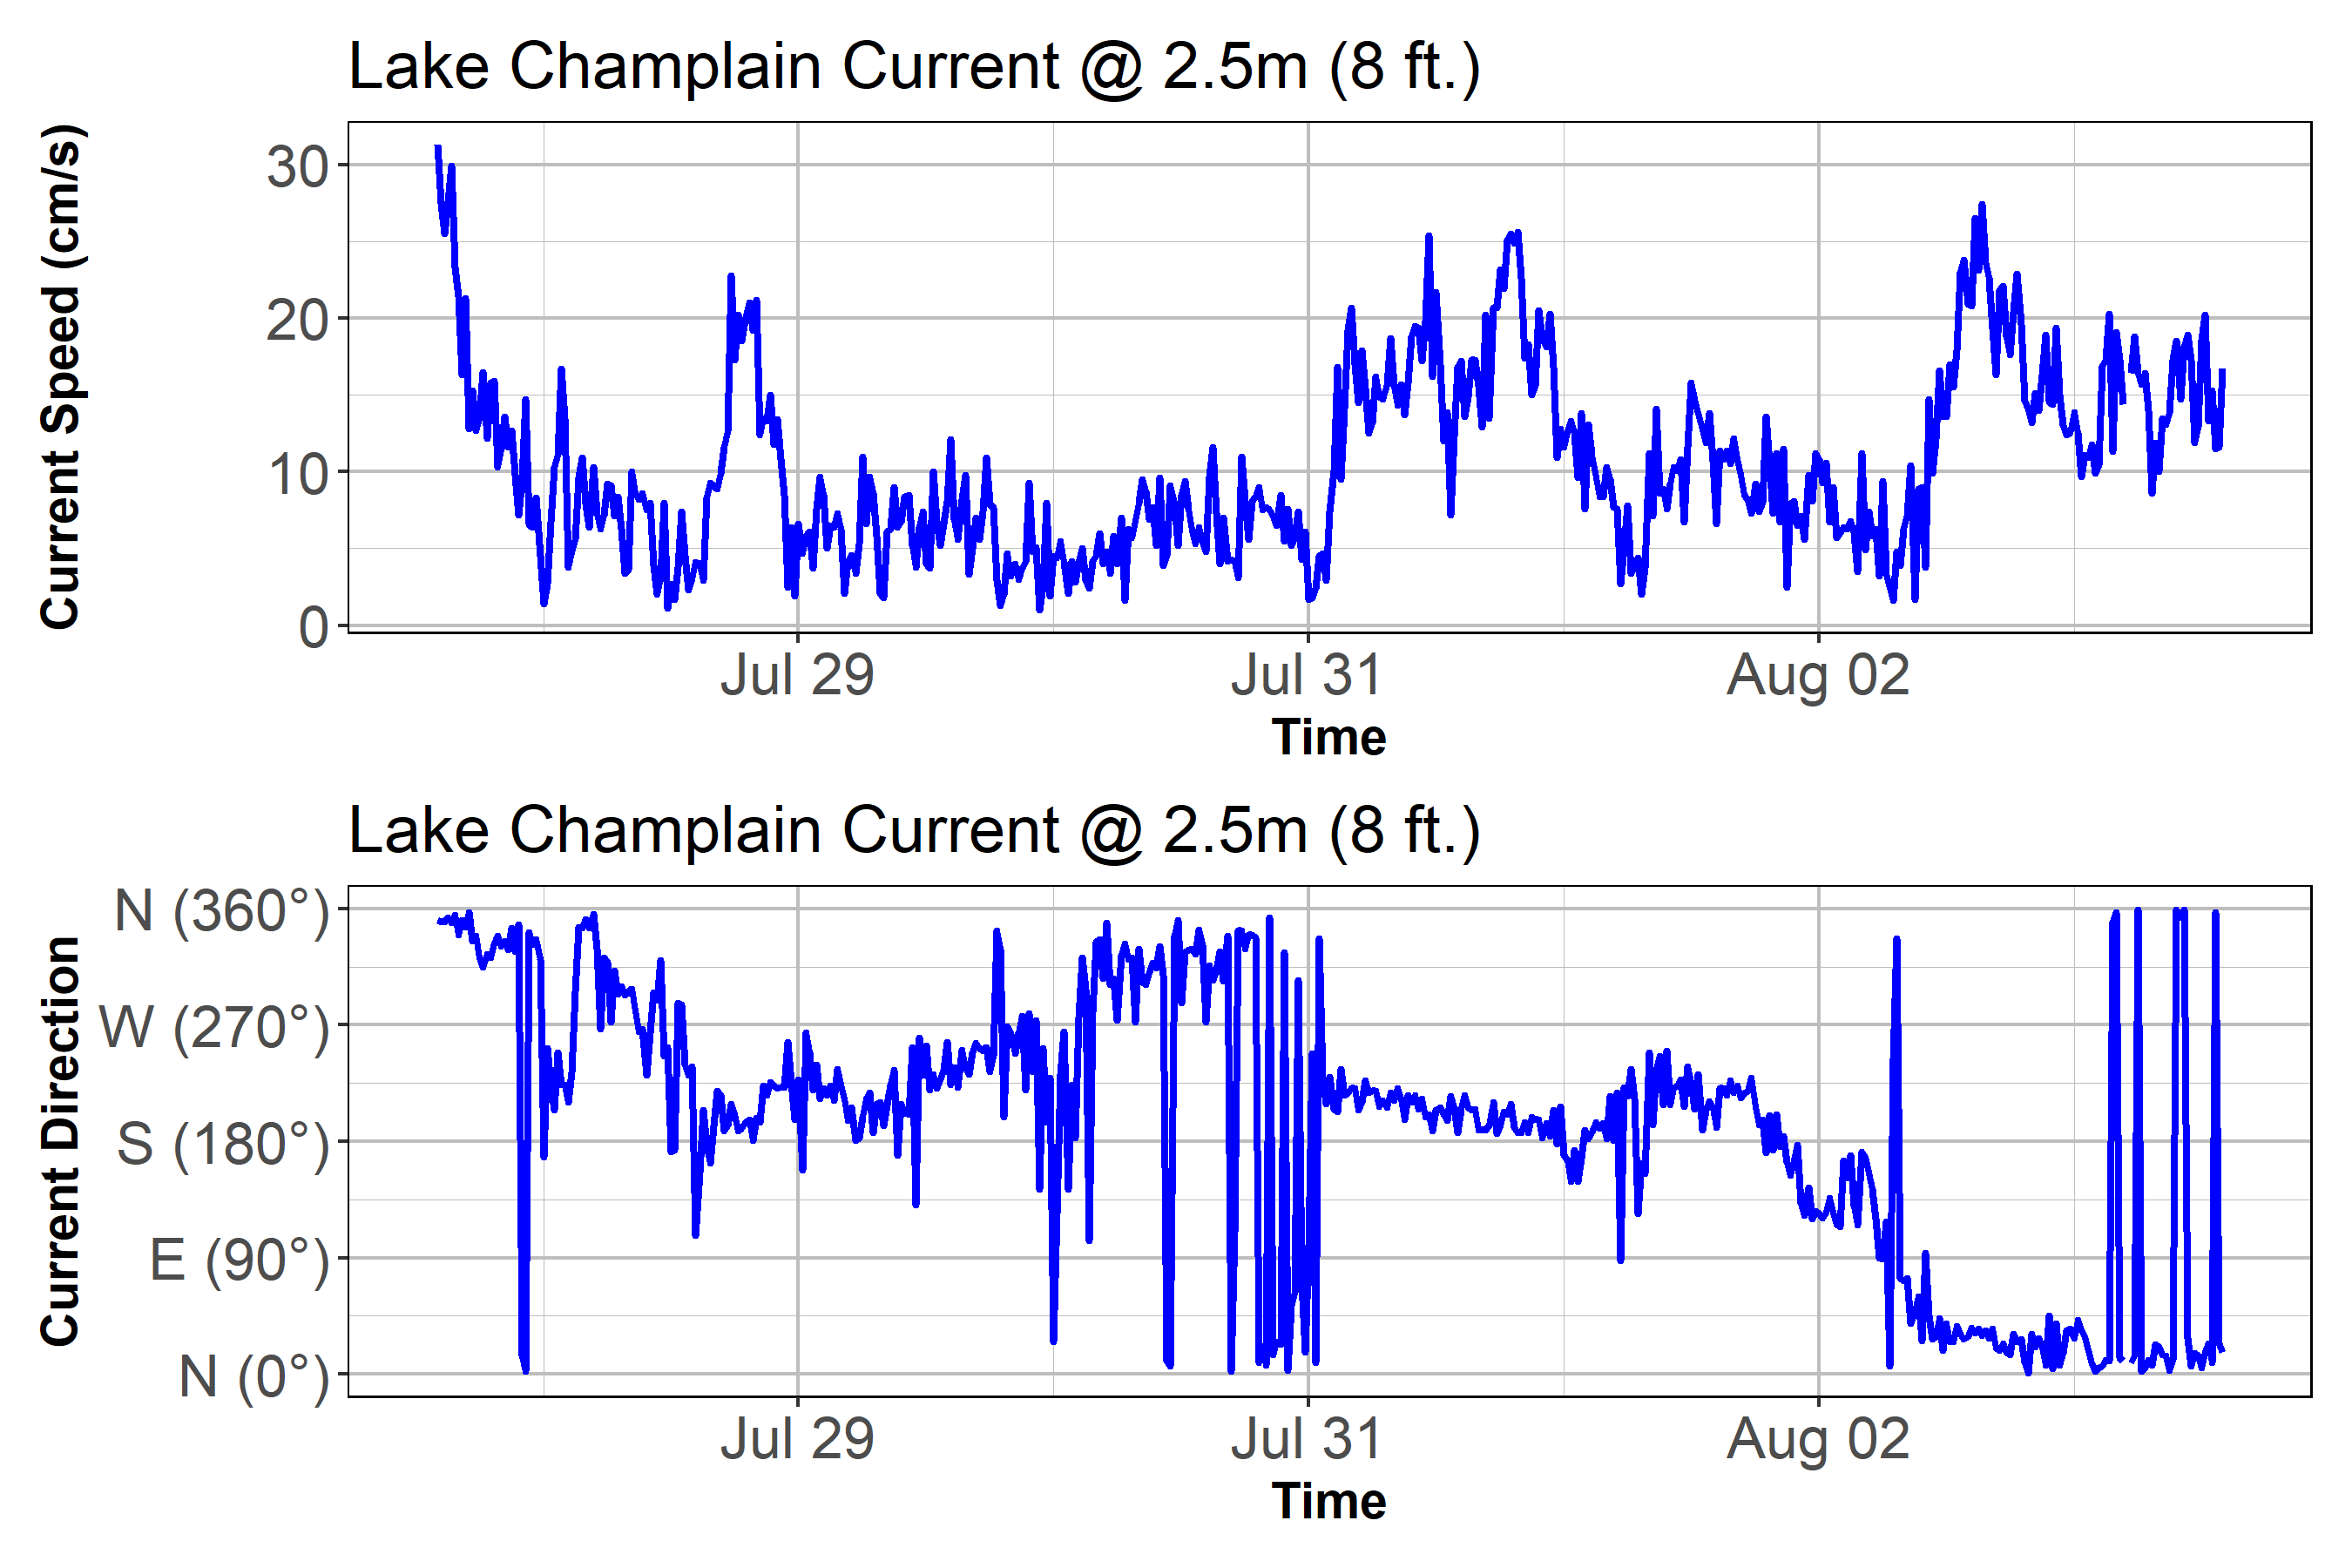 Lake Champlain Current @ 2.5m (8 ft.)
Current Speed (cm/s)
30
20
10
0
Jul 29
Jul 31
Aug 02
Time
Lake Champlain Current @ 2.5m (8 ft.)
Current Direction
N (360°)
W (270°)
S (180°)
E (90°)
N (0°)
Jul 29
Jul 31
Aug 02
Time